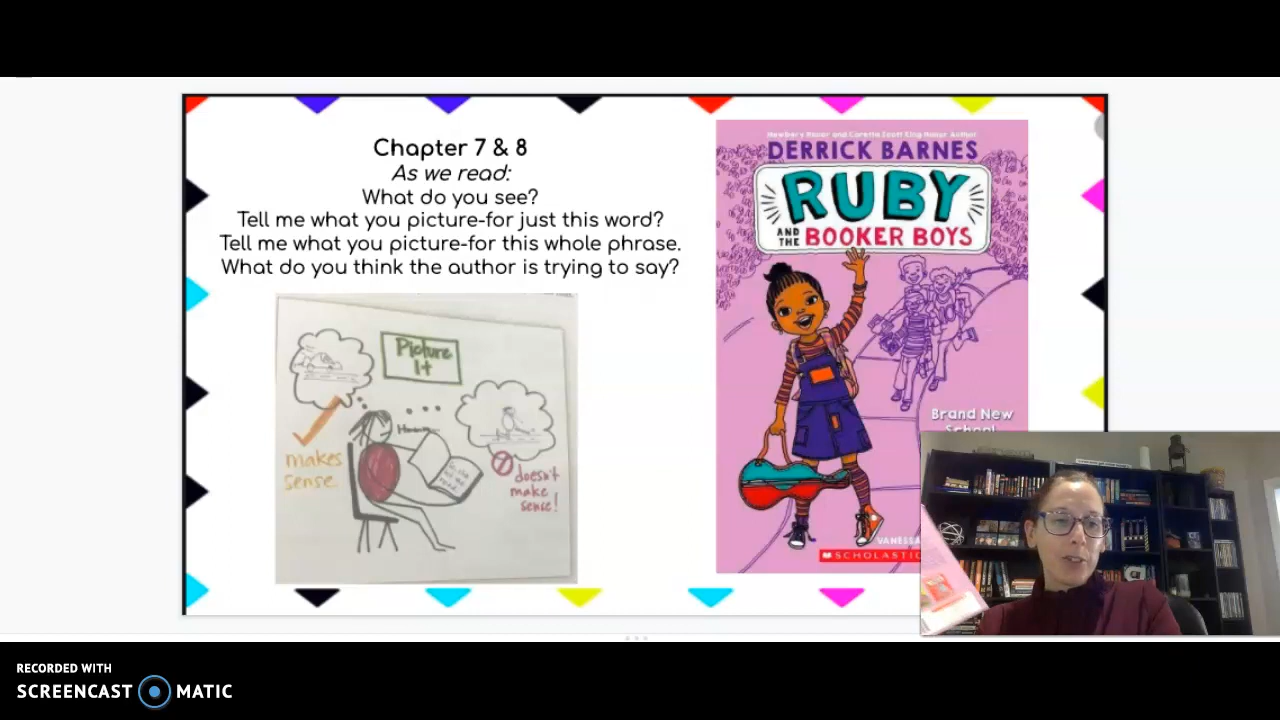 Chapter 7 & 8
As we read:
What do you see?
Tell me what you picture-for just this word?
Tell me what you picture-for this whole phrase.
What do you think the author is trying to say?
Picture
It
Hmmm
makes
sense.
doesn't
make
sense!
Newbery Honor and Coretta Scott King Honor Author
DERRICK BARNES
RUBY
AND THE BOOKER BOYS
Brand New
School
VANESSA
SCHOLASTIC
RECORDED WITH
SCREENCAST MATIC